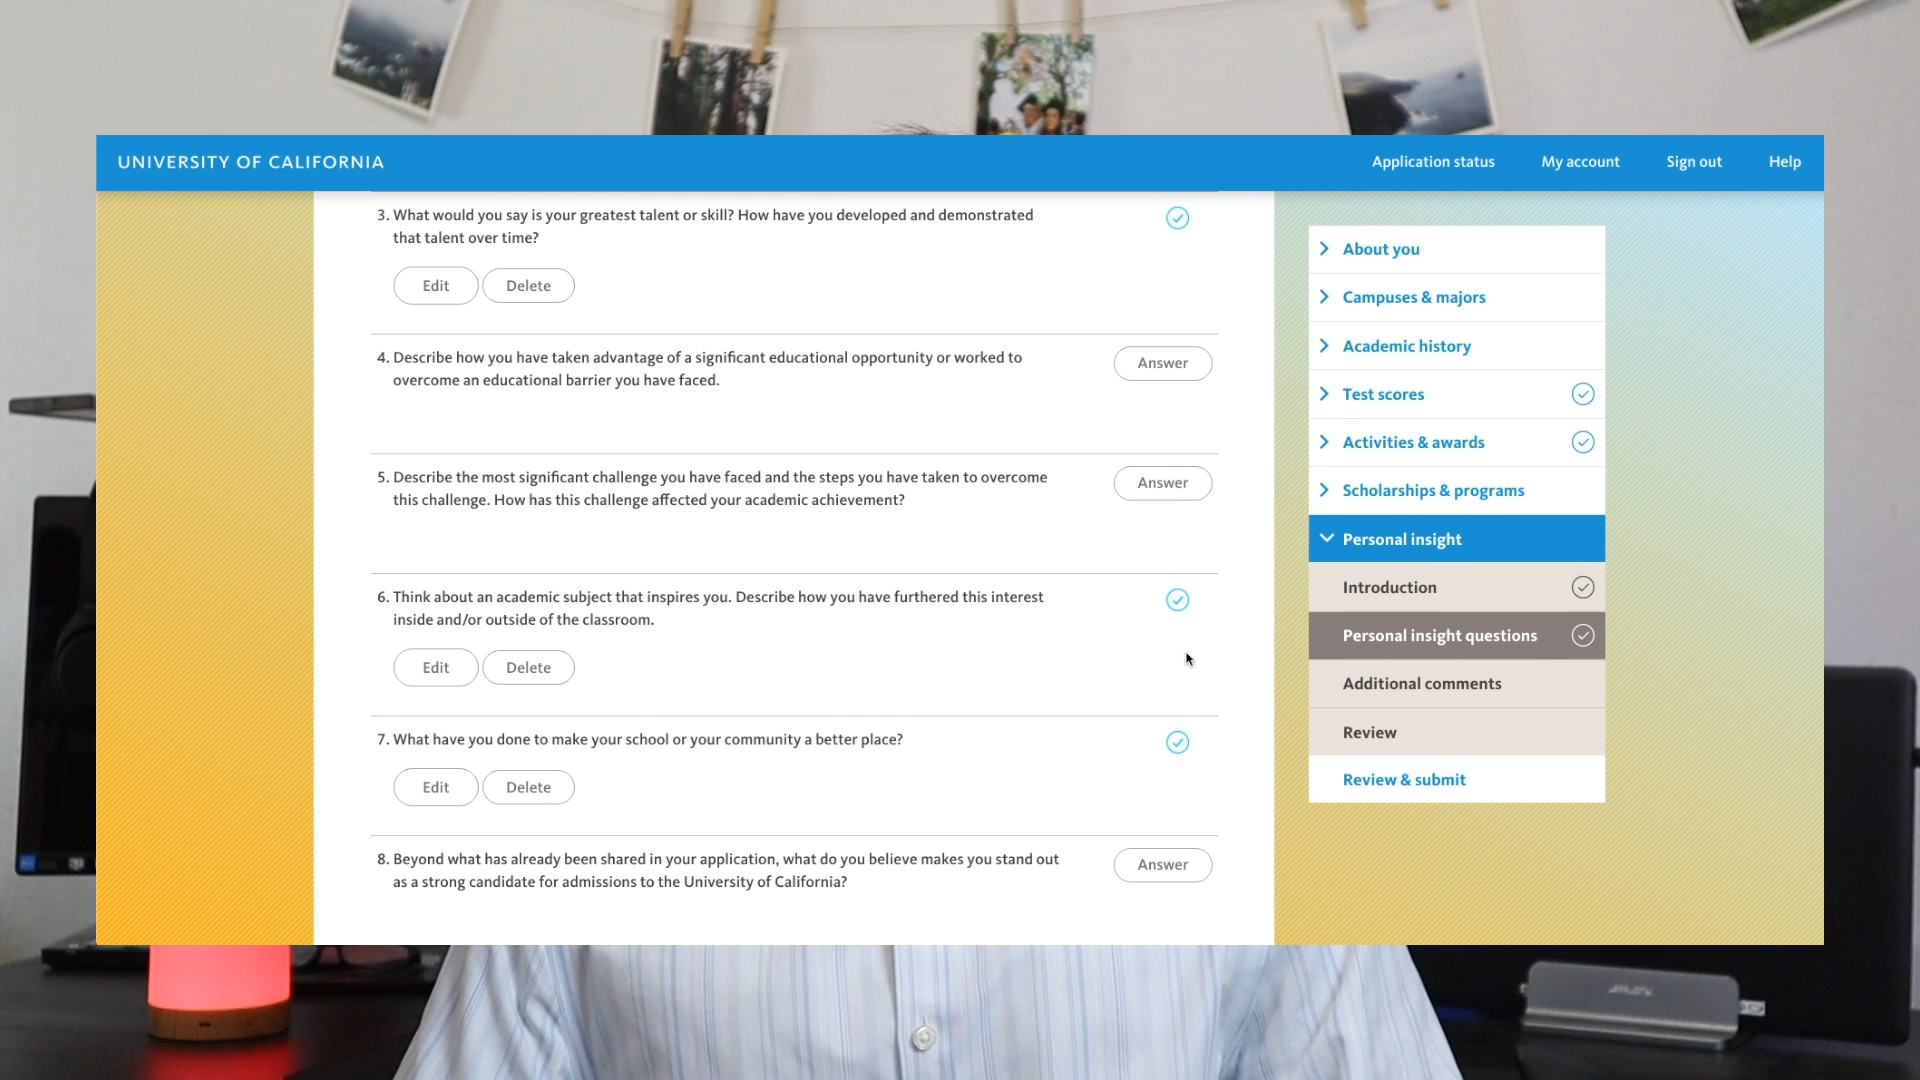 UNIVERSITY OF CALIFORNIA
Application status
My account
Sign out
Help
3. What would you say is your greatest talent or skill? How have you developed and demonstrated
that talent over time?
Edit
Delete
4. Describe how you have taken advantage of a significant educational opportunity or worked to
overcome an educational barrier you have faced.
Answer
5. Describe the most significant challenge you have faced and the steps you have taken to overcome
this challenge. How has this challenge affected your academic achievement?
Answer
6. Think about an academic subject that inspires you. Describe how you have furthered this interest
inside and/or outside of the classroom.
Edit
Delete
7. What have you done to make your school or your community a better place?
Edit
Delete
8. Beyond what has already been shared in your application, what do you believe makes you stand out
as a strong candidate for admissions to the University of California?
Answer
About you
Campuses & majors
Academic history
Test scores
Activities & awards
Scholarships & programs
Personal insight
Introduction
Personal insight questions
Additional comments
Review
Review & submit